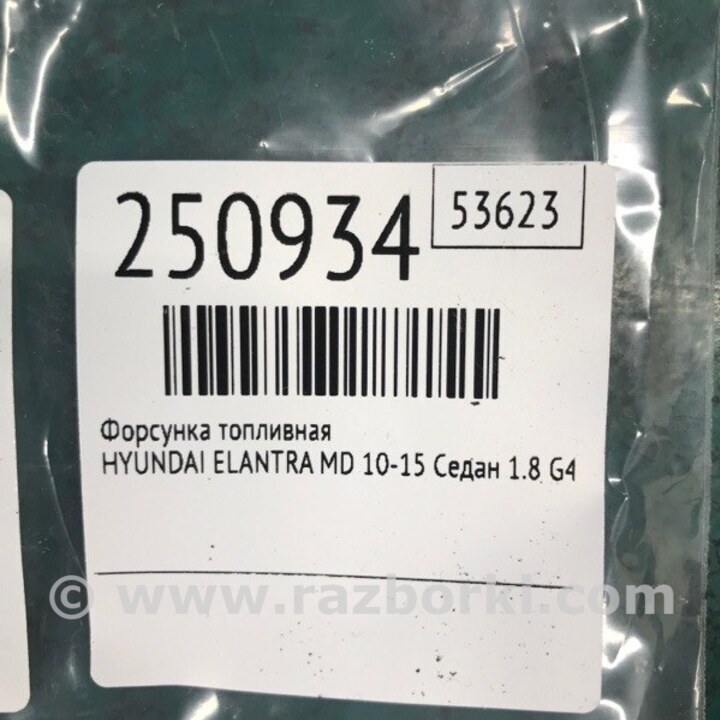 250934
53623
Форсунка топливная
HYUNDAI ELANTRA MD 10-15 Седан 1.8 G4
© www.razborki.com